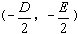 (-D/2, -E/2)